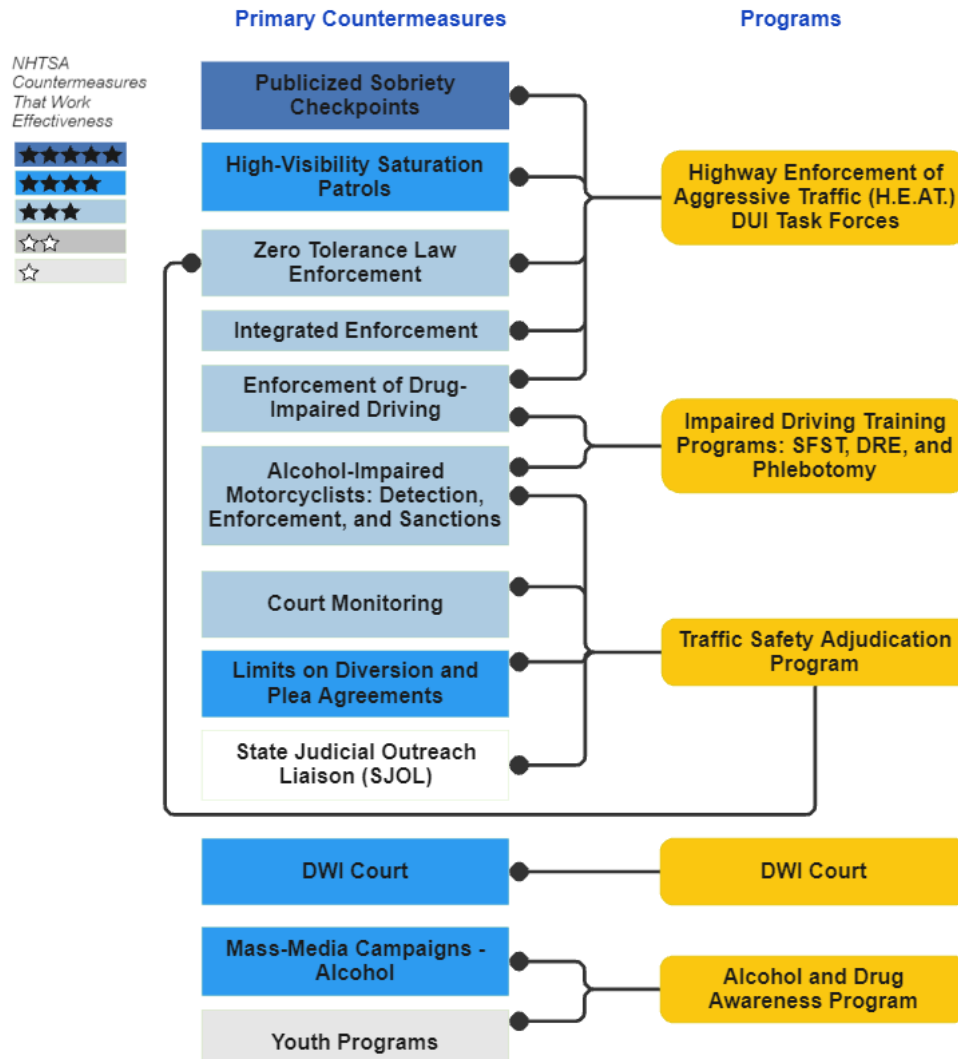 Primary Countermeasures
Programs
NHTSA
Countermeasures
That Work
Effectiveness
Publicized Sobriety
Checkpoints
High-Visibility Saturation
Patrols
Highway Enforcement of
Aggressive Traffic (H.E.A.T.)
DUI Task Forces
Zero Tolerance Law
Enforcement
Integrated Enforcement
Enforcement of Drug-
Impaired Driving
Impaired Driving Training
Programs: SFST, DRE, and
Phlebotomy
Alcohol-Impaired
Motorcyclists: Detection,
Enforcement, and Sanctions
Court Monitoring
Traffic Safety Adjudication
Program
Limits on Diversion and
Plea Agreements
State Judicial Outreach
Liaison (SJOL)
DWI Court
DWI Court
Mass-Media Campaigns -
Alcohol
Alcohol and Drug
Awareness Program
Youth Programs